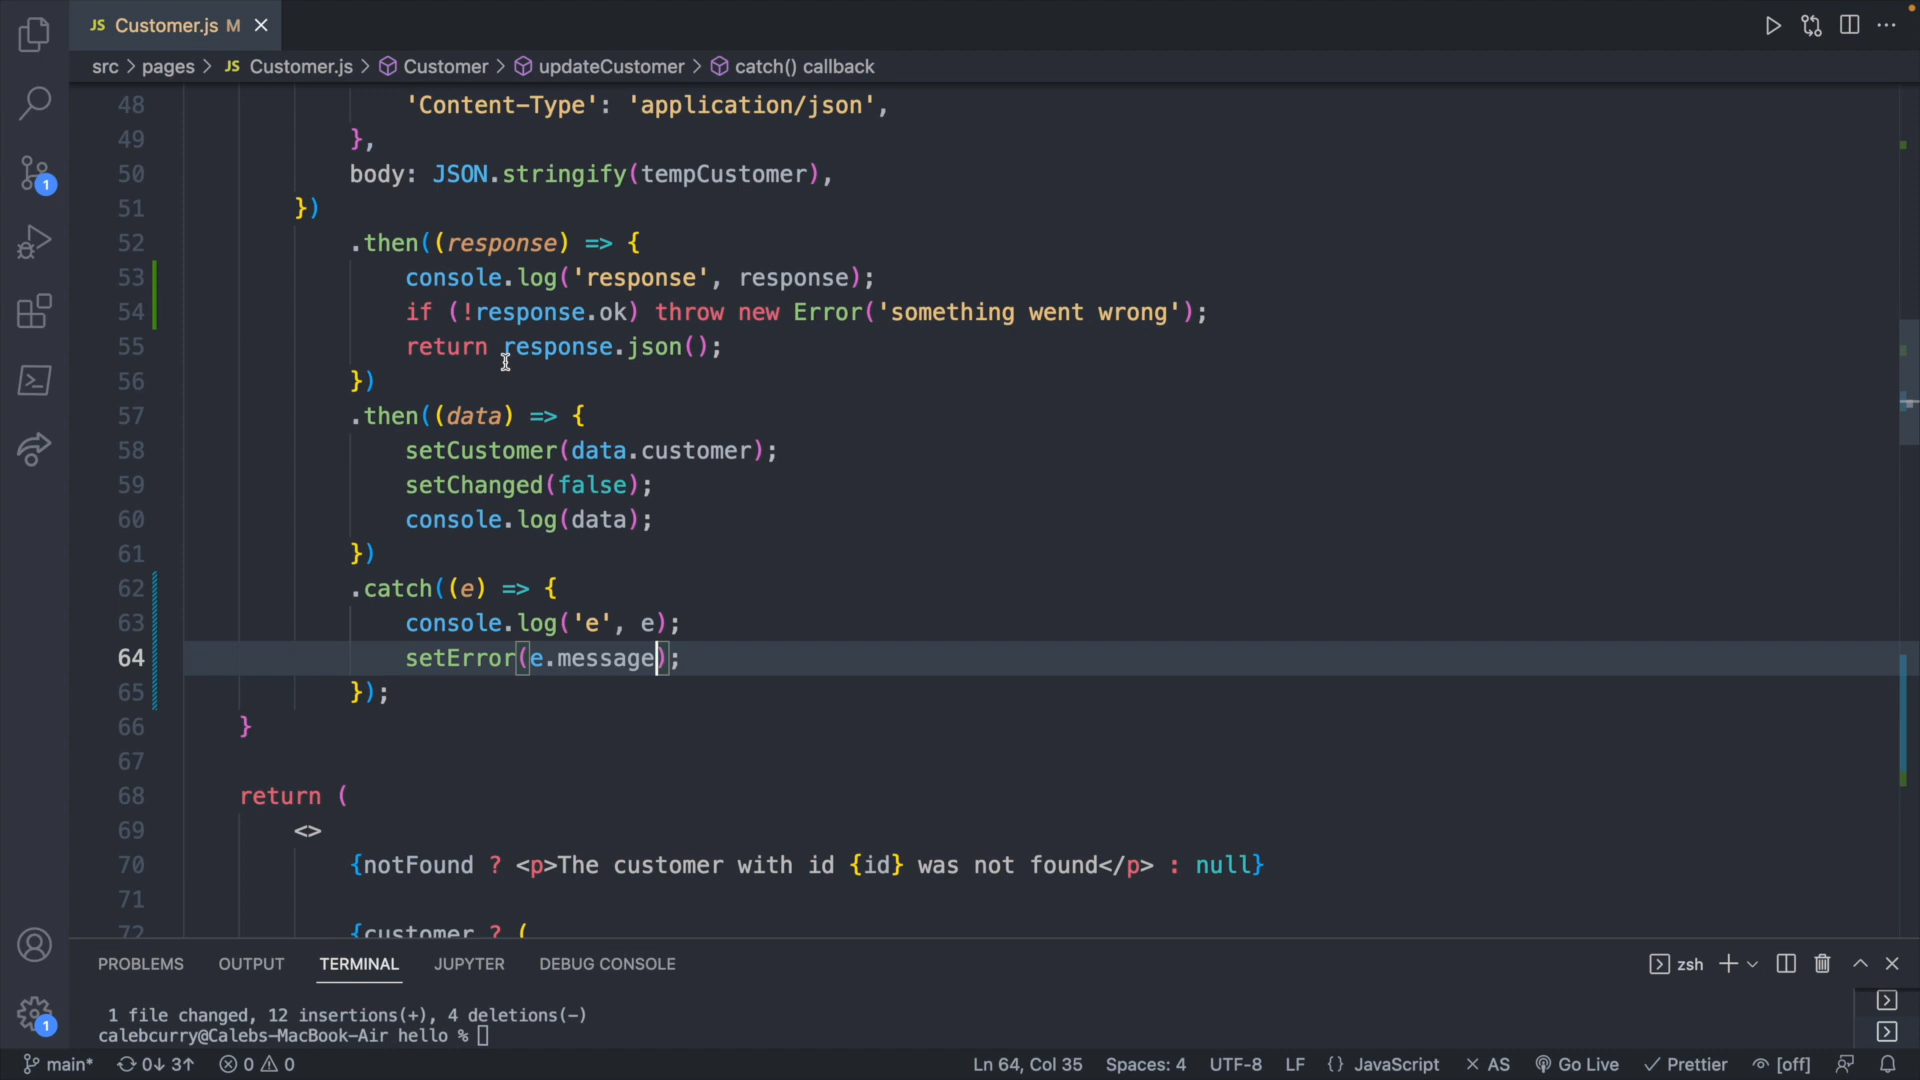 JS Customer.js M
src > pages > JS Customer.js > Customer > updateCustomer > catch() callback
48 'Content-Type': 'application/json',
49 },
50 body: JSON.stringify(tempCustomer),
51 })
52 .then((response) => {
53 console.log('response', response);
54 if (!response.ok) throw new Error('something went wrong');
55 return response.json();
56 })
57 .then((data) => {
58 setCustomer(data.customer);
59 setChanged(false);
60 console.log(data);
61 })
62 .catch((e) => {
63 console.log('e', e);
64 setError(e.message);
65 });
66 }
67
68 return (
69 <>
70 {notFound ? <p>The customer with id {id} was not found</p> : null}
71
72 {customer ? (
1
1
PROBLEMS OUTPUT TERMINAL JUPYTER DEBUG CONSOLE zsh
1 file changed, 12 insertions(+), 4 deletions(-)
calebcurry@Calebs-MacBook-Air hello %
main* 0↓ 3↑ 0 0 Ln 64, Col 35 Spaces: 4 UTF-8 LF {} JavaScript × AS Go Live ✓ Prettier [off]